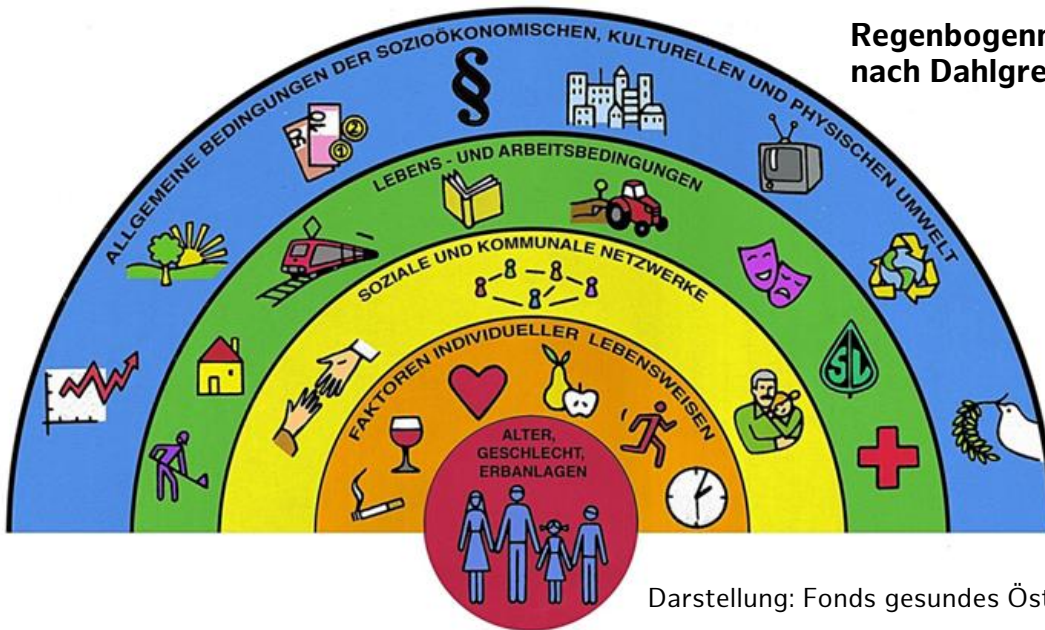 Regenbogenm
nach Dahlgre
ALLGEMEINE BEDINGUNGEN DER SOZIOÖKONOMISCHEN, KULTURELLEN UND PHYSISCHEN UMWELT
LEBENS- UND ARBEITSBEDINGUNGEN
SOZIALE UND KOMMUNALE NETZWERKE
FAKTOREN INDIVIDUELLER LEBENSWEISEN
ALTER,
GESCHLECHT,
ERBANLAGEN
§
SL
Darstellung: Fonds gesundes Öst